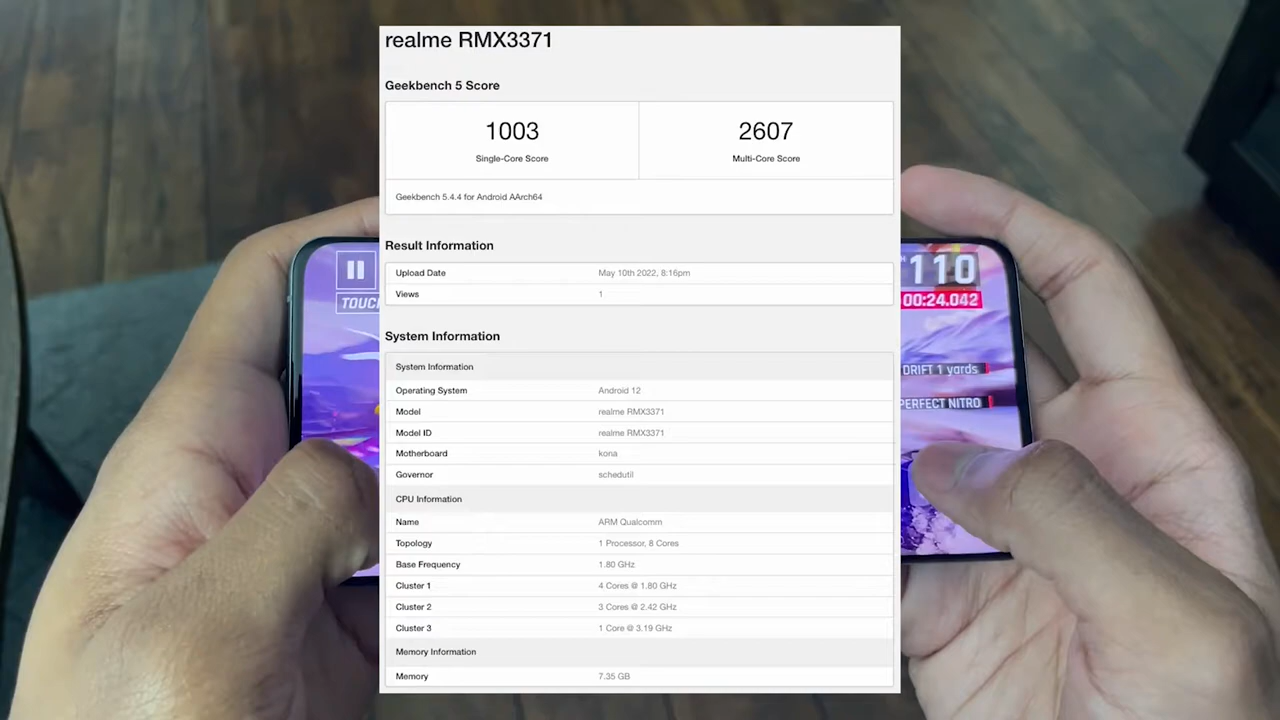 realme RMX3371
Geekbench 5 Score
1003
Single-Core Score
2607
Multi-Core Score
Geekbench 5.4.4 for Android AArch64
Result Information
Upload Date May 10th 2022, 8:16pm
Views 1
System Information
System Information
Operating System Android 12
Model realme RMX3371
Model ID realme RMX3371
Motherboard kona
Governor schedutil
CPU Information
Name ARM Qualcomm
Topology 1 Processor, 8 Cores
Base Frequency 1.80 GHz
Cluster 1 4 Cores @ 1.80 GHz
Cluster 2 3 Cores @ 2.42 GHz
Cluster 3 1 Core @ 3.19 GHz
Memory Information
Memory 7.35 GB
TOUC
110
00:24.042
DRIFT 1 yards
PERFECT NITRO